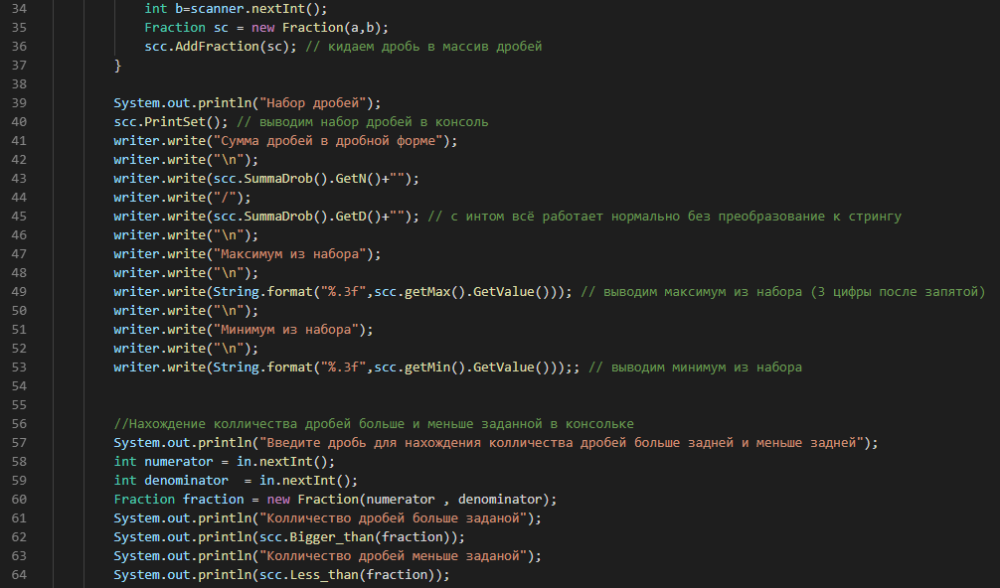 34 int b=scanner.nextInt();
35 Fraction sc = new Fraction(a,b);
36 scc.AddFraction(sc); // кидаем дробь в массив дробей
37 }
38
39 System.out.println("Набор дробей");
40 scc.PrintSet(); // выводим набор дробей в консоль
41 writer.write("Сумма дробей в дробной форме");
42 writer.write("\n");
43 writer.write(scc.SummaDrob().GetN()+"");
44 writer.write("/");
45 writer.write(scc.SummaDrob().GetD()+""); // с интом всё работает нормально без преобразование к стрингу
46 writer.write("\n");
47 writer.write("Максимум из набора");
48 writer.write("\n");
49 writer.write(String.format("%.3f",scc.getMax().GetValue())); // выводим максимум из набора (3 цифры после запятой)
50 writer.write("\n");
51 writer.write("Минимум из набора");
52 writer.write("\n");
53 writer.write(String.format("%.3f",scc.getMin().GetValue()));; // выводим минимум из набора
54
55
56 //Нахождение колличества дробей больше и меньше заданной в консольке
57 System.out.println("Введите дробь для нахождения колличества дробей больше задней и меньше задней");
58 int numerator = in.nextInt();
59 int denominator  = in.nextInt();
60 Fraction fraction = new Fraction(numerator , denominator);
61 System.out.println("Колличество дробей больше заданой");
62 System.out.println(scc.Bigger_than(fraction));
63 System.out.println("Колличество дробей меньше заданой");
64 System.out.println(scc.Less_than(fraction));